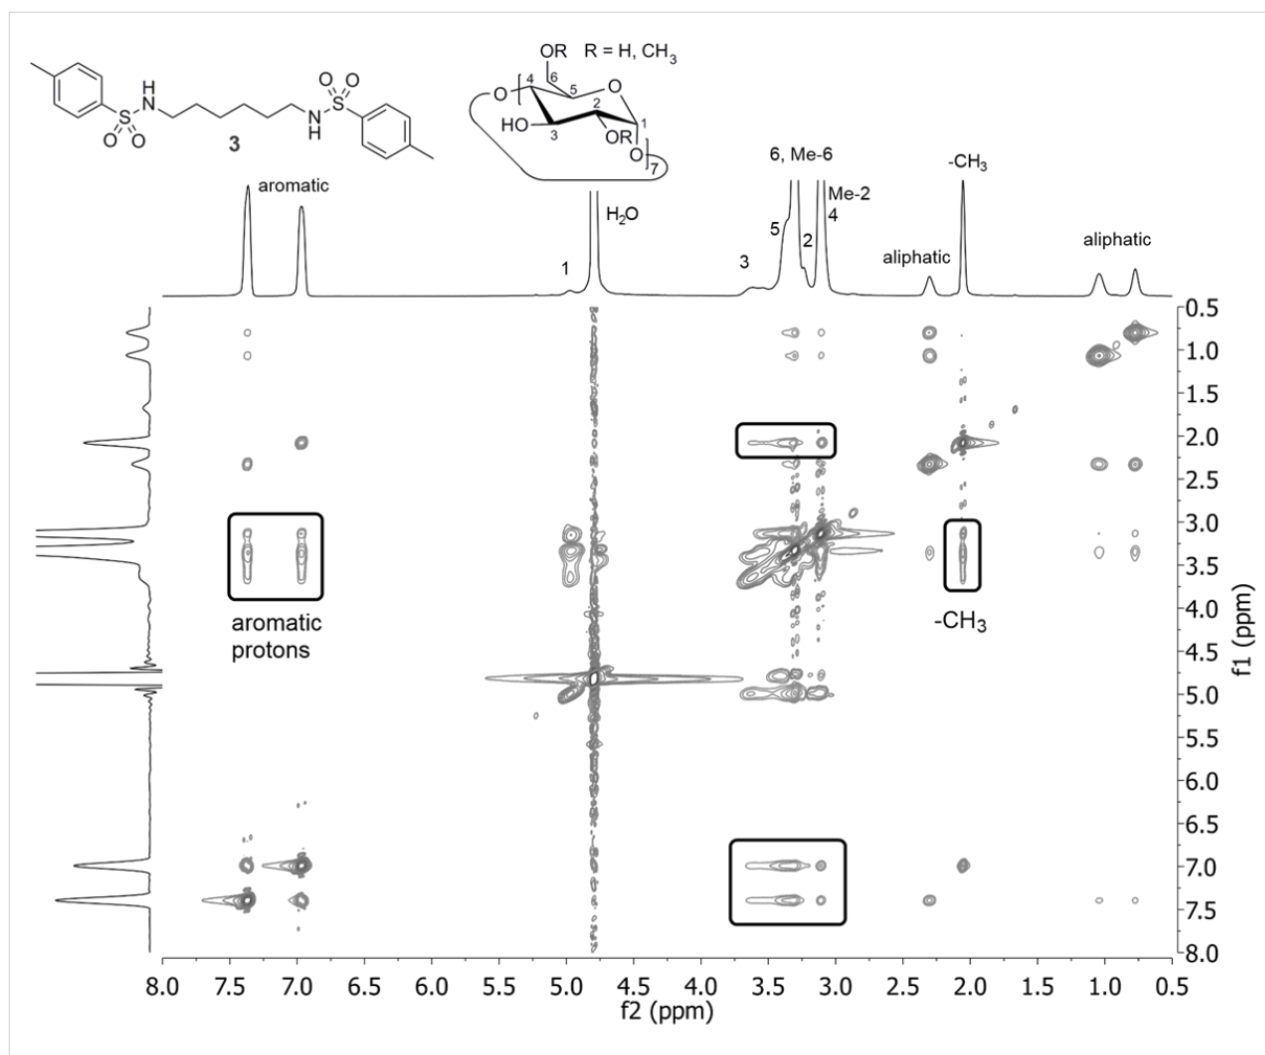 OR R = H, CH3
O O
S
N
H
H
N
S
O O
O O
3
4
6
5
O
O
HO
2
3
OR
1
O
7
aromatic
6, Me-6
-CH3
H2O
Me-2
5
4
2
1
3
aliphatic
aliphatic
0.5
1.0
1.5
2.0
2.5
3.0
3.5
4.0
4.5
5.0
5.5
6.0
6.5
7.0
7.5
8.0
f1 (ppm)
aromatic
protons
-CH3
8.0 7.5 7.0 6.5 6.0 5.5 5.0 4.5 4.0 3.5 3.0 2.5 2.0 1.5 1.0 0.5
f2 (ppm)